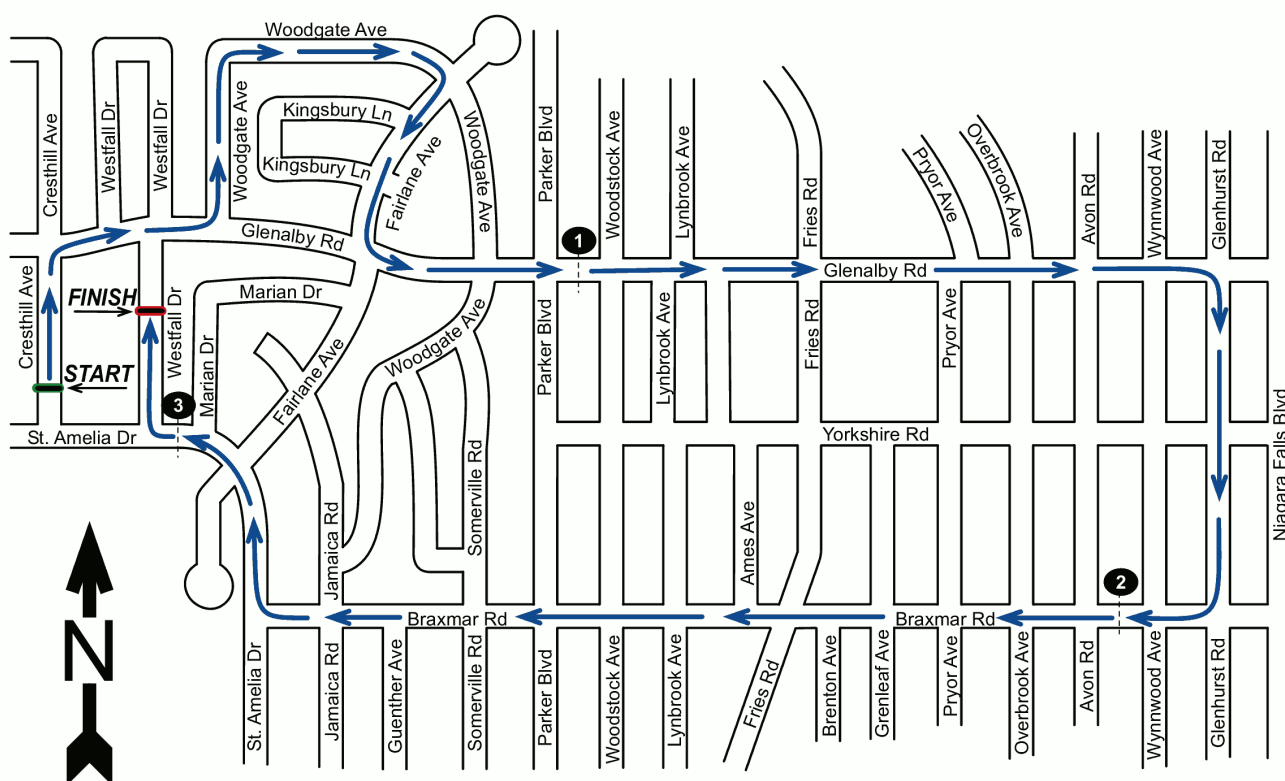 Woodgate Ave
Cresthill Ave
Westfall Dr
Westfall Dr
Woodgate Ave
Kingsbury Ln
Kingsbury Ln
Fairlane Ave
Woodgate Ave
Parker Blvd
Woodstock Ave
Lynbrook Ave
Fries Rd
Pryor Ave
Overbrook Ave
Avon Rd
Wynnwood Ave
Glenhurst Rd
Glenalby Rd
1
Glenalby Rd
Cresthill Ave
FINISH
START
Westfall Dr
Marian Dr
Marian Dr
Fairlane Ave
Woodgate Ave
Parker Blvd
Lynbrook Ave
Fries Rd
Pryor Ave
3
St. Amelia Dr
Yorkshire Rd
Niagara Falls Blvd
Jamaica Rd
Somerville Rd
Ames Ave
2
N
Braxmar Rd
Braxmar Rd
St. Amelia Dr
Jamaica Rd
Guenther Ave
Somerville Rd
Parker Blvd
Woodstock Ave
Lynbrook Ave
Fries Rd
Brenton Ave
Grenleaf Ave
Pryor Ave
Overbrook Ave
Avon Rd
Wynnwood Ave
Glenhurst Rd